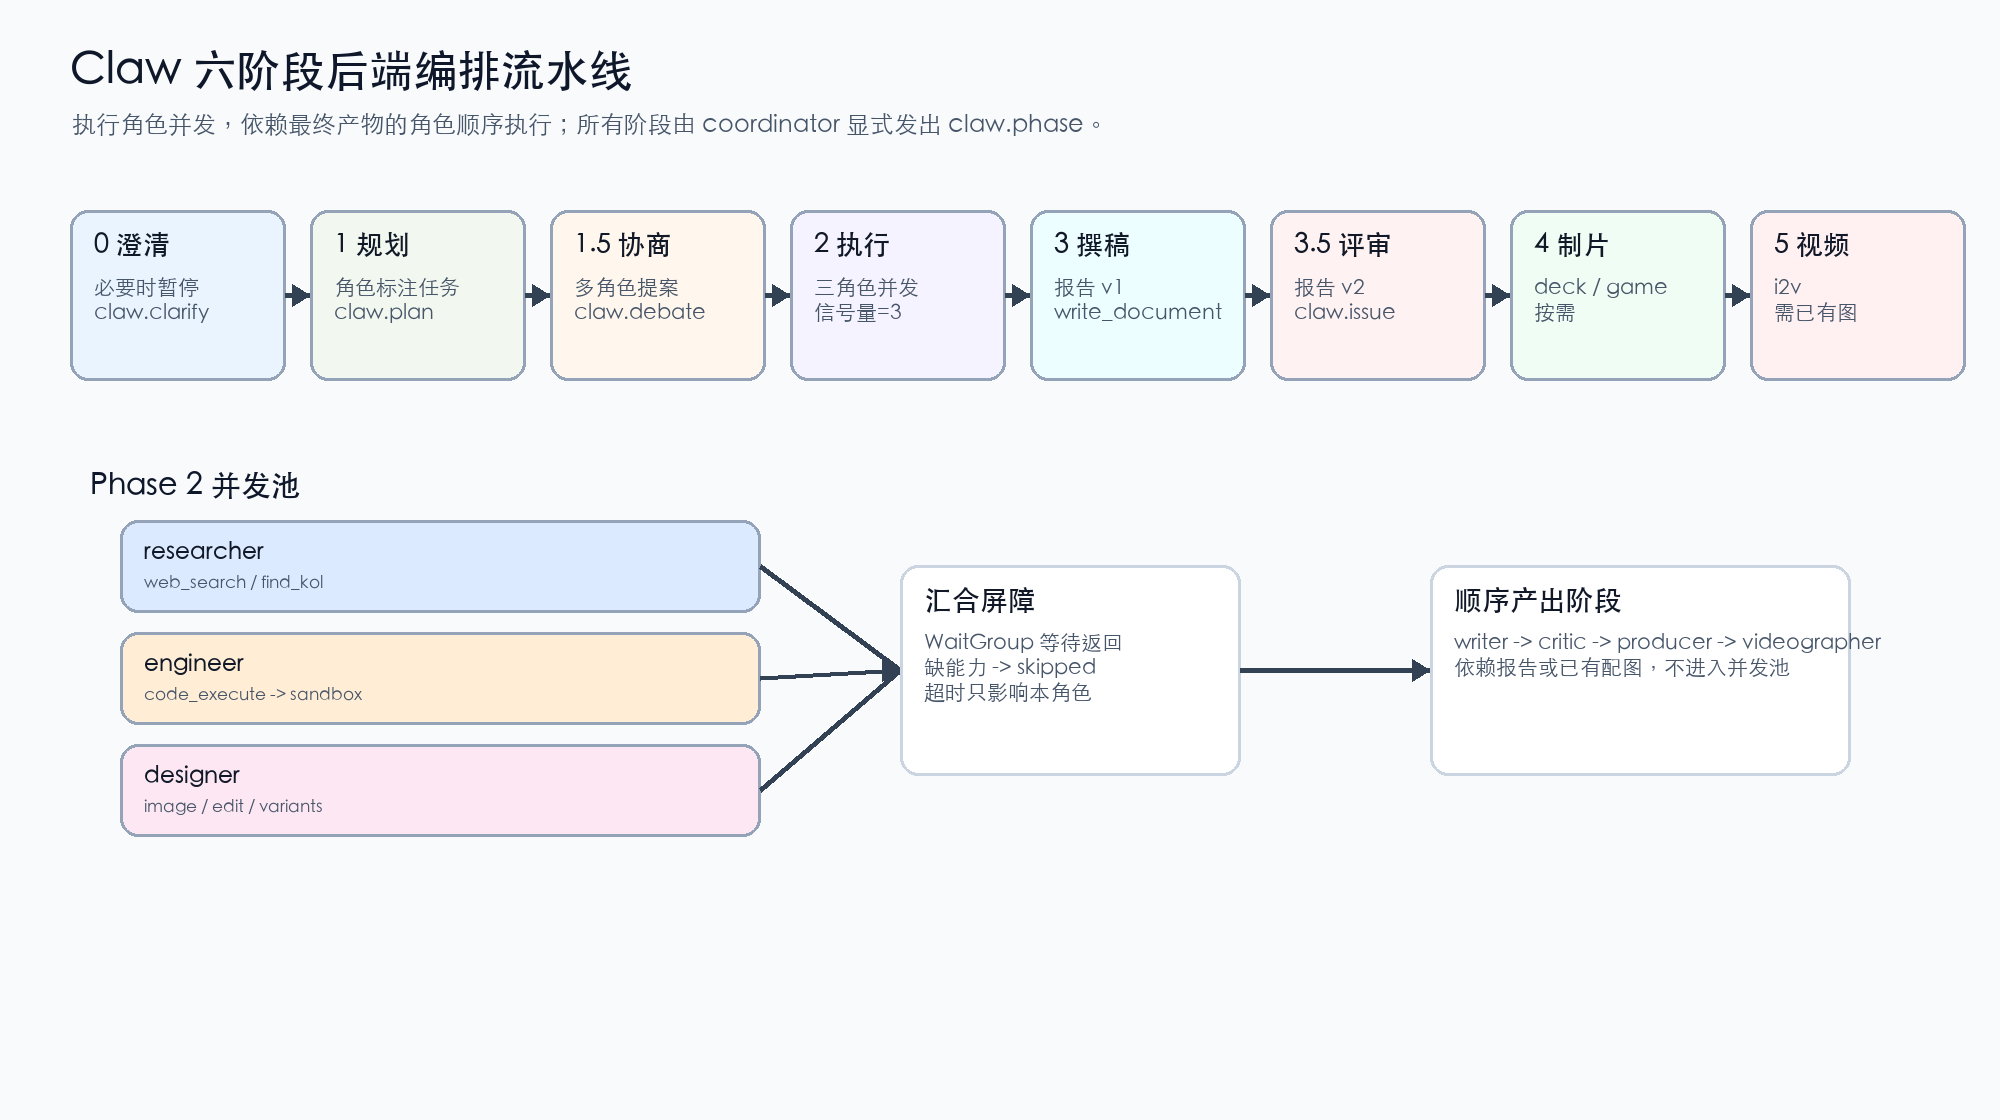 Claw 六阶段后端编排流水线
执行角色并发，依赖最终产物的角色顺序执行；所有阶段由 coordinator 显式发出 claw.phase。
0 澄清
必要时暂停
claw.clarify
1 规划
角色标注任务
claw.plan
1.5 协商
多角色提案
claw.debate
2 执行
三角色并发
信号量=3
3 撰稿
报告 v1
write_document
3.5 评审
报告 v2
claw.issue
4 制片
deck / game
按需
5 视频
i2v
需已有图
Phase 2 并发池
researcher
web_search / find_kol
engineer
code_execute -> sandbox
designer
image / edit / variants
汇合屏障
WaitGroup 等待返回
缺能力 -> skipped
超时只影响本角色
顺序产出阶段
writer -> critic -> producer -> videographer
依赖报告或已有配图，不进入并发池